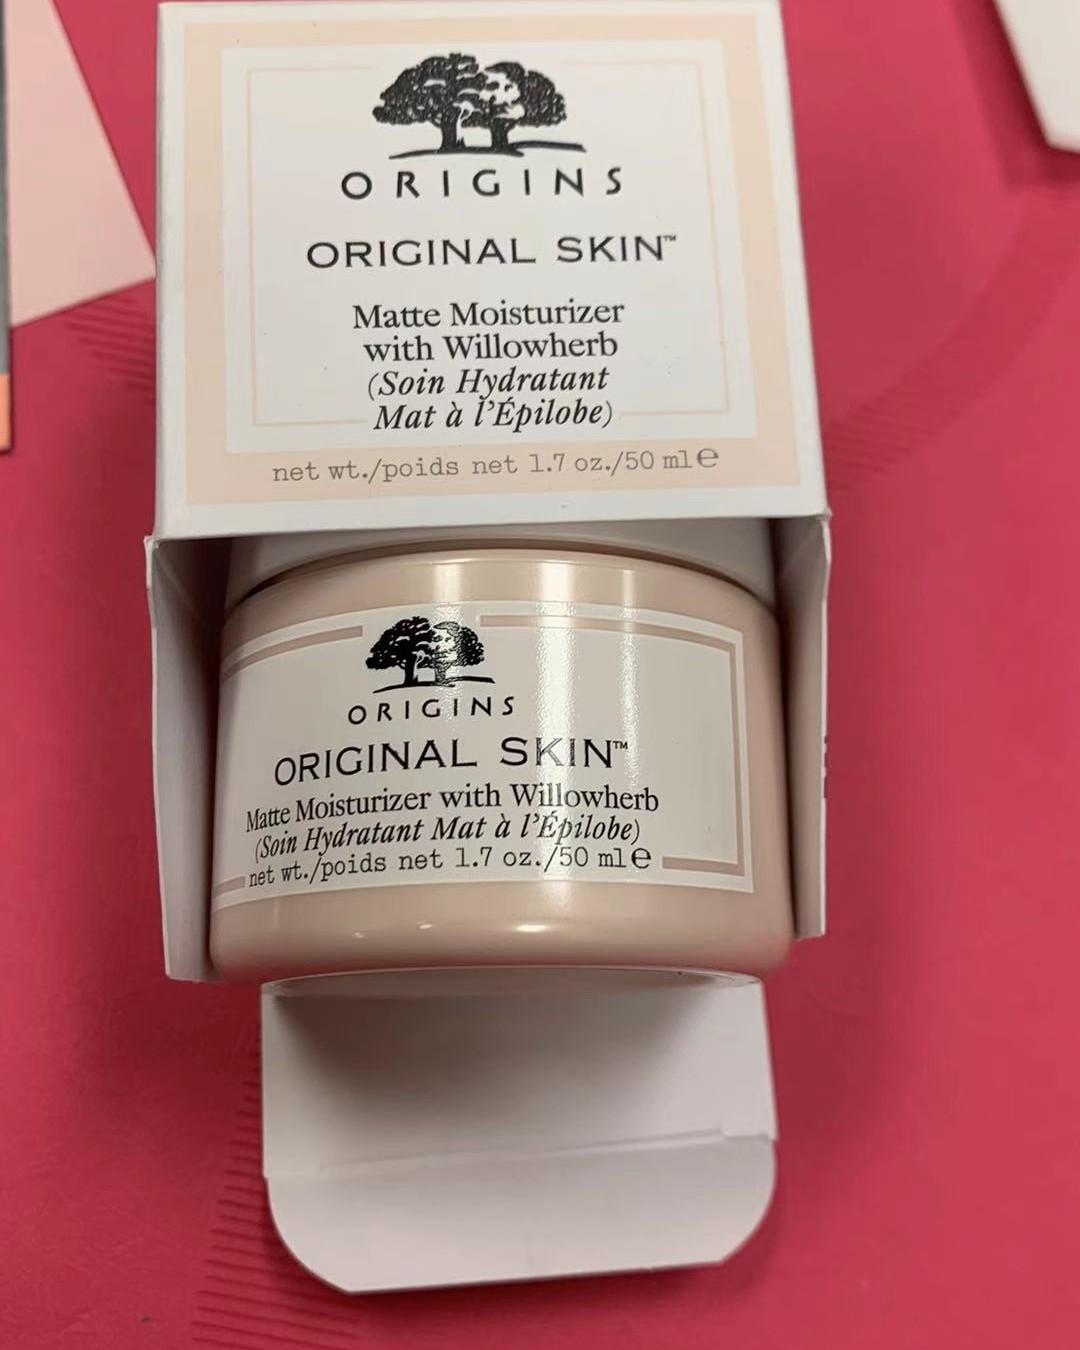 ORIGINS
ORIGINAL SKIN™
Matte Moisturizer
with Willowherb
(Soin Hydratant
Mat à l'Épilobe)
net wt./poids net 1.7 oz./50 ml℮
ORIGINS
ORIGINAL SKIN™
Matte Moisturizer with Willowherb
(Soin Hydratant Mat à l'Épilobe)
net wt./poids net 1.7 oz./50 ml℮